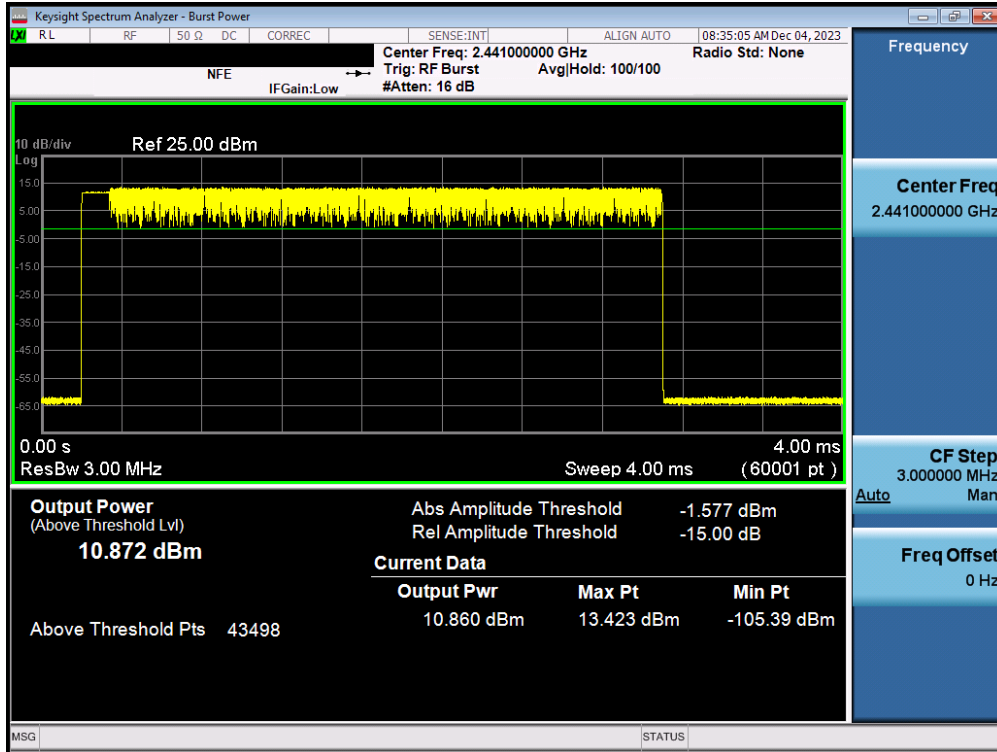 Keysight Spectrum Analyzer - Burst Power
LXI RL RF 50 Ω DC CORREC SENSE:INT ALIGN AUTO 08:35:05 AM Dec 04, 2023
Center Freq: 2.441000000 GHz Radio Std: None
NFE Trig: RF Burst Avg|Hold: 100/100
IFGain:Low #Atten: 16 dB
10 dB/div Ref 25.00 dBm
Log
15.0
5.00
-5.00
-15.0
-25.0
-35.0
-45.0
-55.0
-65.0
0.00 s 4.00 ms
ResBw 3.00 MHz Sweep 4.00 ms (60001 pt)
Output Power
(Above Threshold Lvl)
10.872 dBm
Above Threshold Pts 43498
Abs Amplitude Threshold -1.577 dBm
Rel Amplitude Threshold -15.00 dB
Current Data
Output Pwr Max Pt Min Pt
10.860 dBm 13.423 dBm -105.39 dBm
Frequency
Center Freq
2.441000000 GHz
CF Step
3.000000 MHz
Auto Man
Freq Offset
0 Hz
MSG STATUS